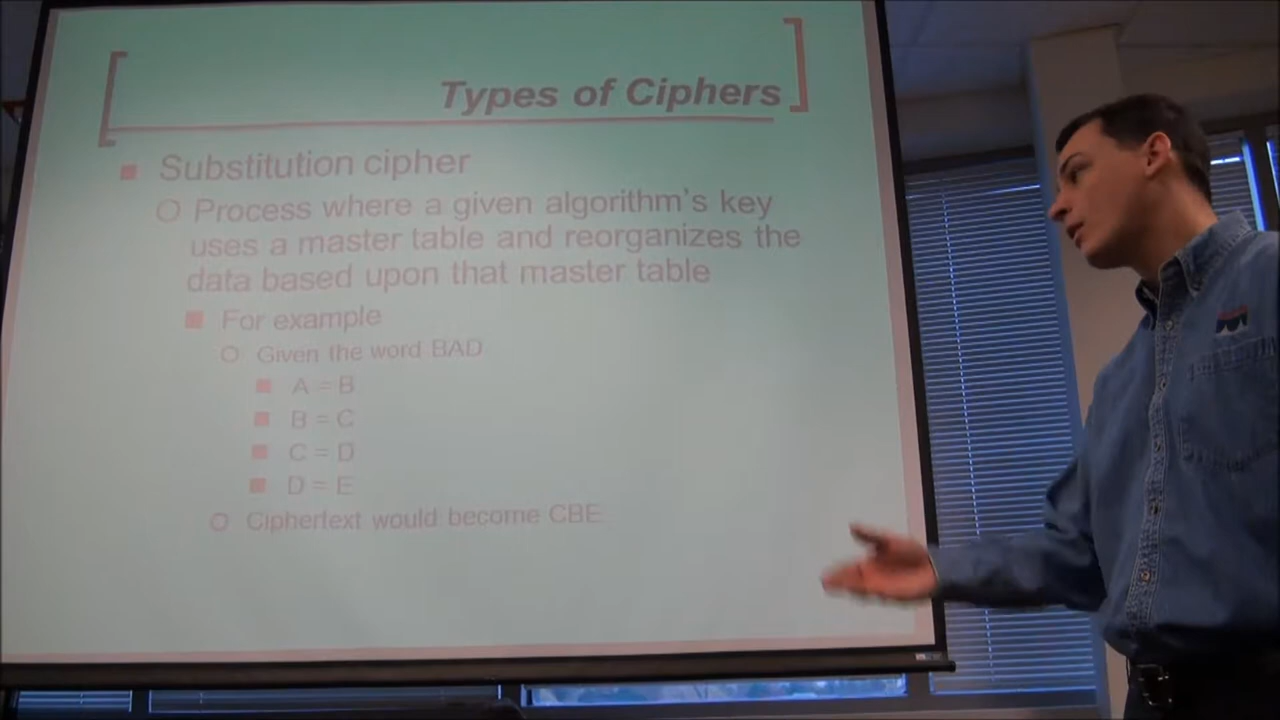 Types of Ciphers
Substitution cipher
Process where a given algorithm's key
uses a master table and reorganizes the
data based upon that master table
For example
Given the word BAD
A = B
B = C
C = D
D = E
Ciphertext would become CBE